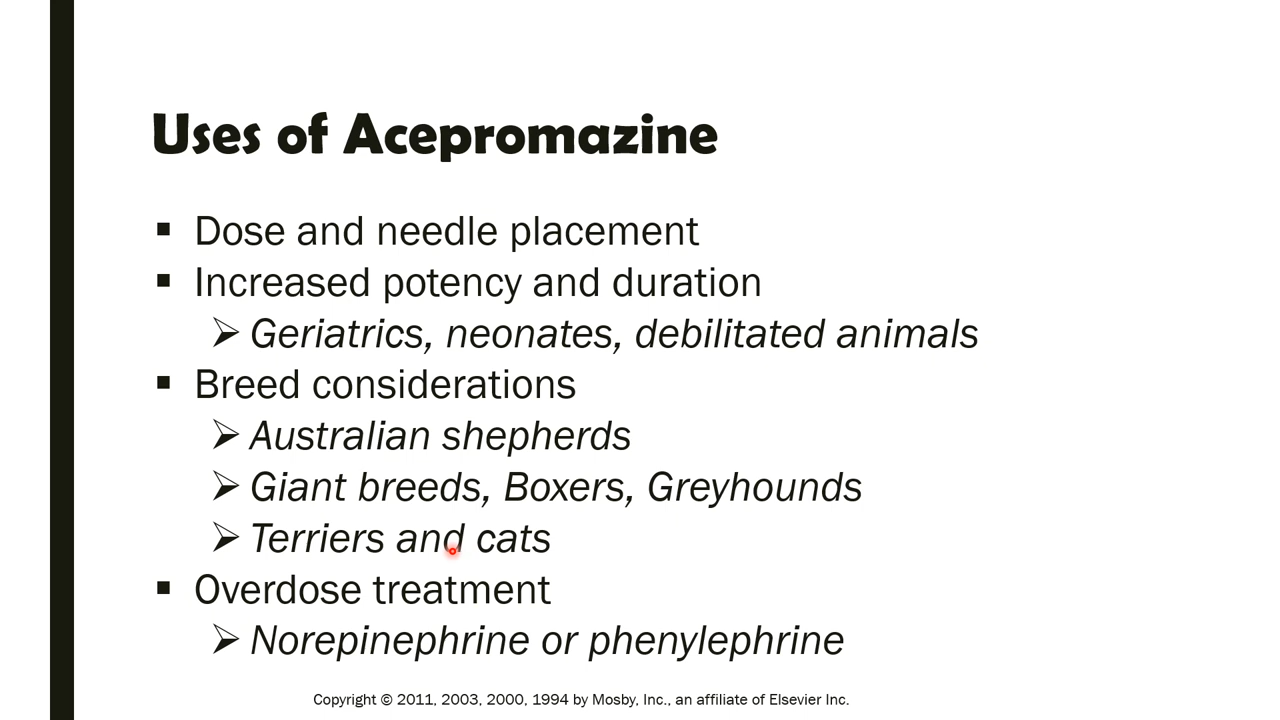 Uses of Acepromazine
▪ Dose and needle placement
▪ Increased potency and duration
➢ Geriatrics, neonates, debilitated animals
▪ Breed considerations
➢ Australian shepherds
➢ Giant breeds, Boxers, Greyhounds
➢ Terriers and cats
▪ Overdose treatment
➢ Norepinephrine or phenylephrine
Copyright © 2011, 2003, 2000, 1994 by Mosby, Inc., an affiliate of Elsevier Inc.